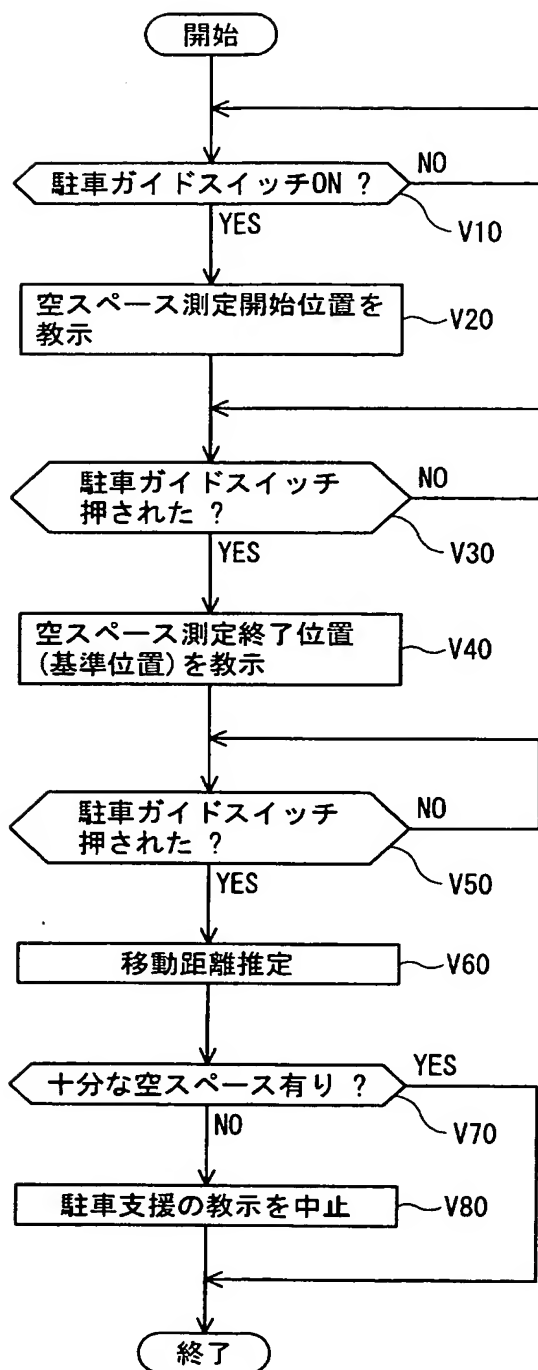 開始
駐車ガイドスイッチON ?
NO
V10
YES
空スペース測定開始位置を
教示
V20
駐車ガイドスイッチ
押された ?
NO
V30
YES
空スペース測定終了位置
(基準位置)を教示
V40
駐車ガイドスイッチ
押された ?
NO
V50
YES
移動距離推定
V60
十分な空スペース有り ?
YES
V70
NO
駐車支援の教示を中止
V80
終了